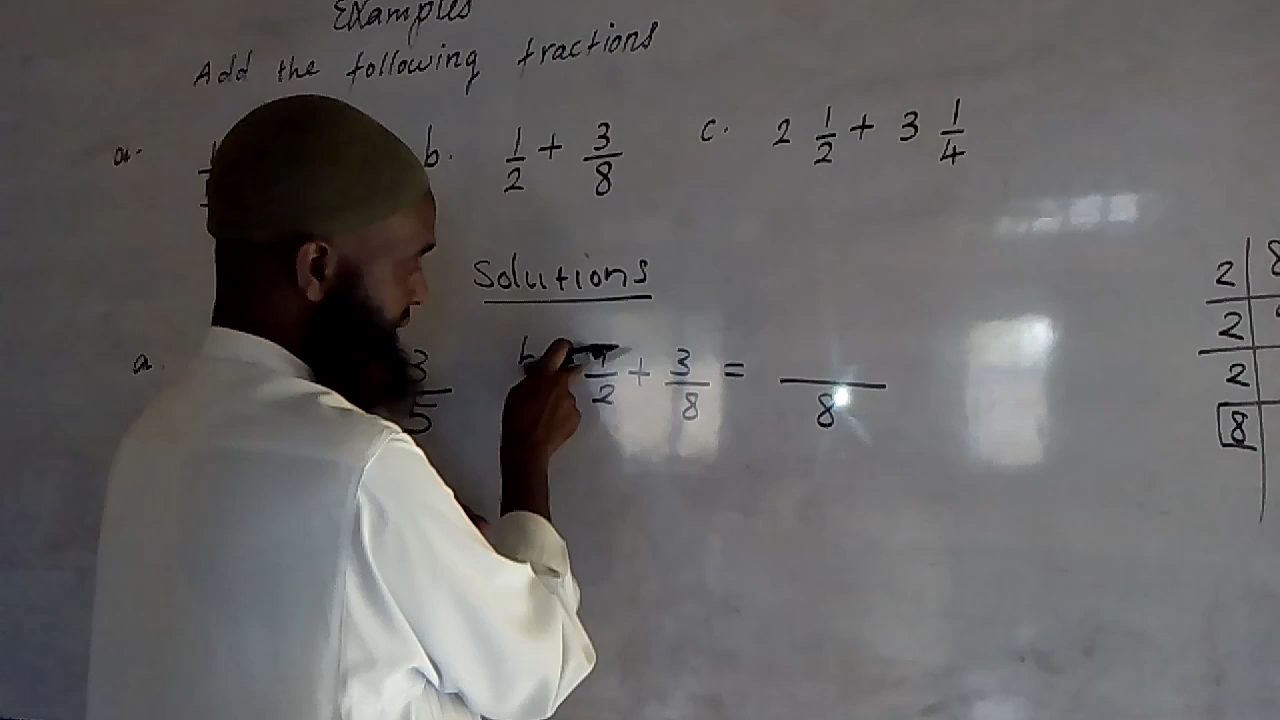 Examples
Add the following fractions
a. b. 1/2 + 3/8 c. 2 1/2 + 3 1/4
Solutions
a. 3/5 b. 1/2 + 3/8 = /8
2 | 8
2
2
8